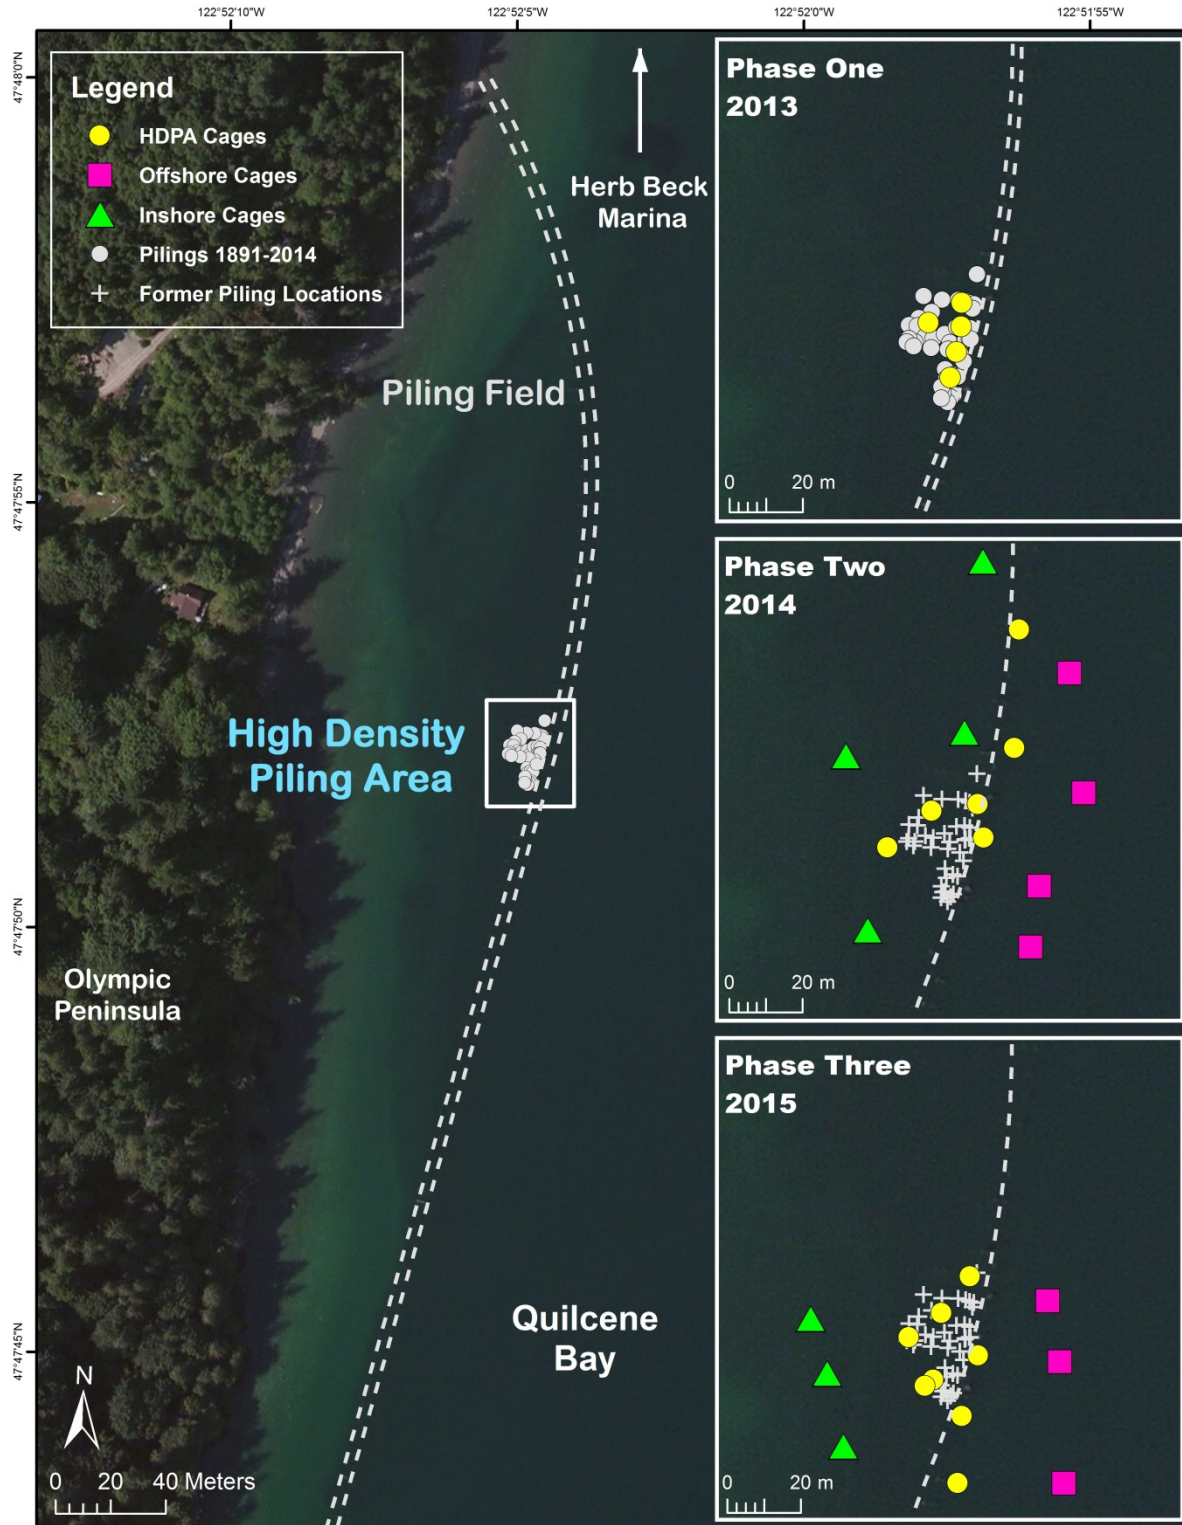 122°52'10"W
122°52'5"W
122°52'0"W
122°51'55"W
47°48'0"N
47°47'55"N
47°47'50"N
47°47'45"N
Legend
HDPA Cages
Offshore Cages
Inshore Cages
Pilings 1891-2014
Former Piling Locations
Herb Beck
Marina
Piling Field
High Density
Piling Area
Olympic
Peninsula
Quilcene
Bay
N
0 20 40 Meters
Phase One
2013
0 20 m
Phase Two
2014
0 20 m
Phase Three
2015
0 20 m